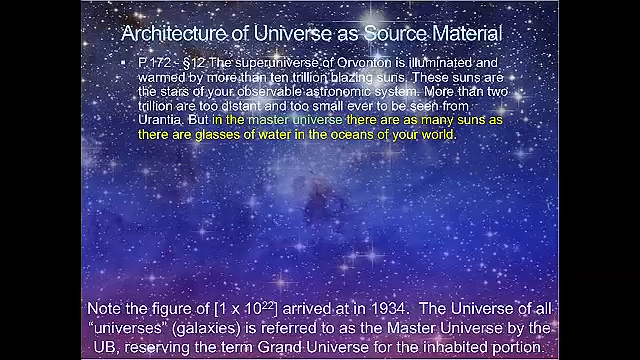 Architecture of Universe as Source Material
▪ P.172 - §12 The superuniverse of Orvonton is illuminated and
warmed by more than ten trillion blazing suns. These suns are
the stars of your observable astronomic system. More than two
trillion are too distant and too small ever to be seen from
Urantia. But in the master universe there are as many suns as
there are glasses of water in the oceans of your world.
Note the figure of [1 x 10²²] arrived at in 1934. The Universe of all
“universes” (galaxies) is referred to as the Master Universe by the
UB, reserving the term Grand Universe for the inhabited portion.